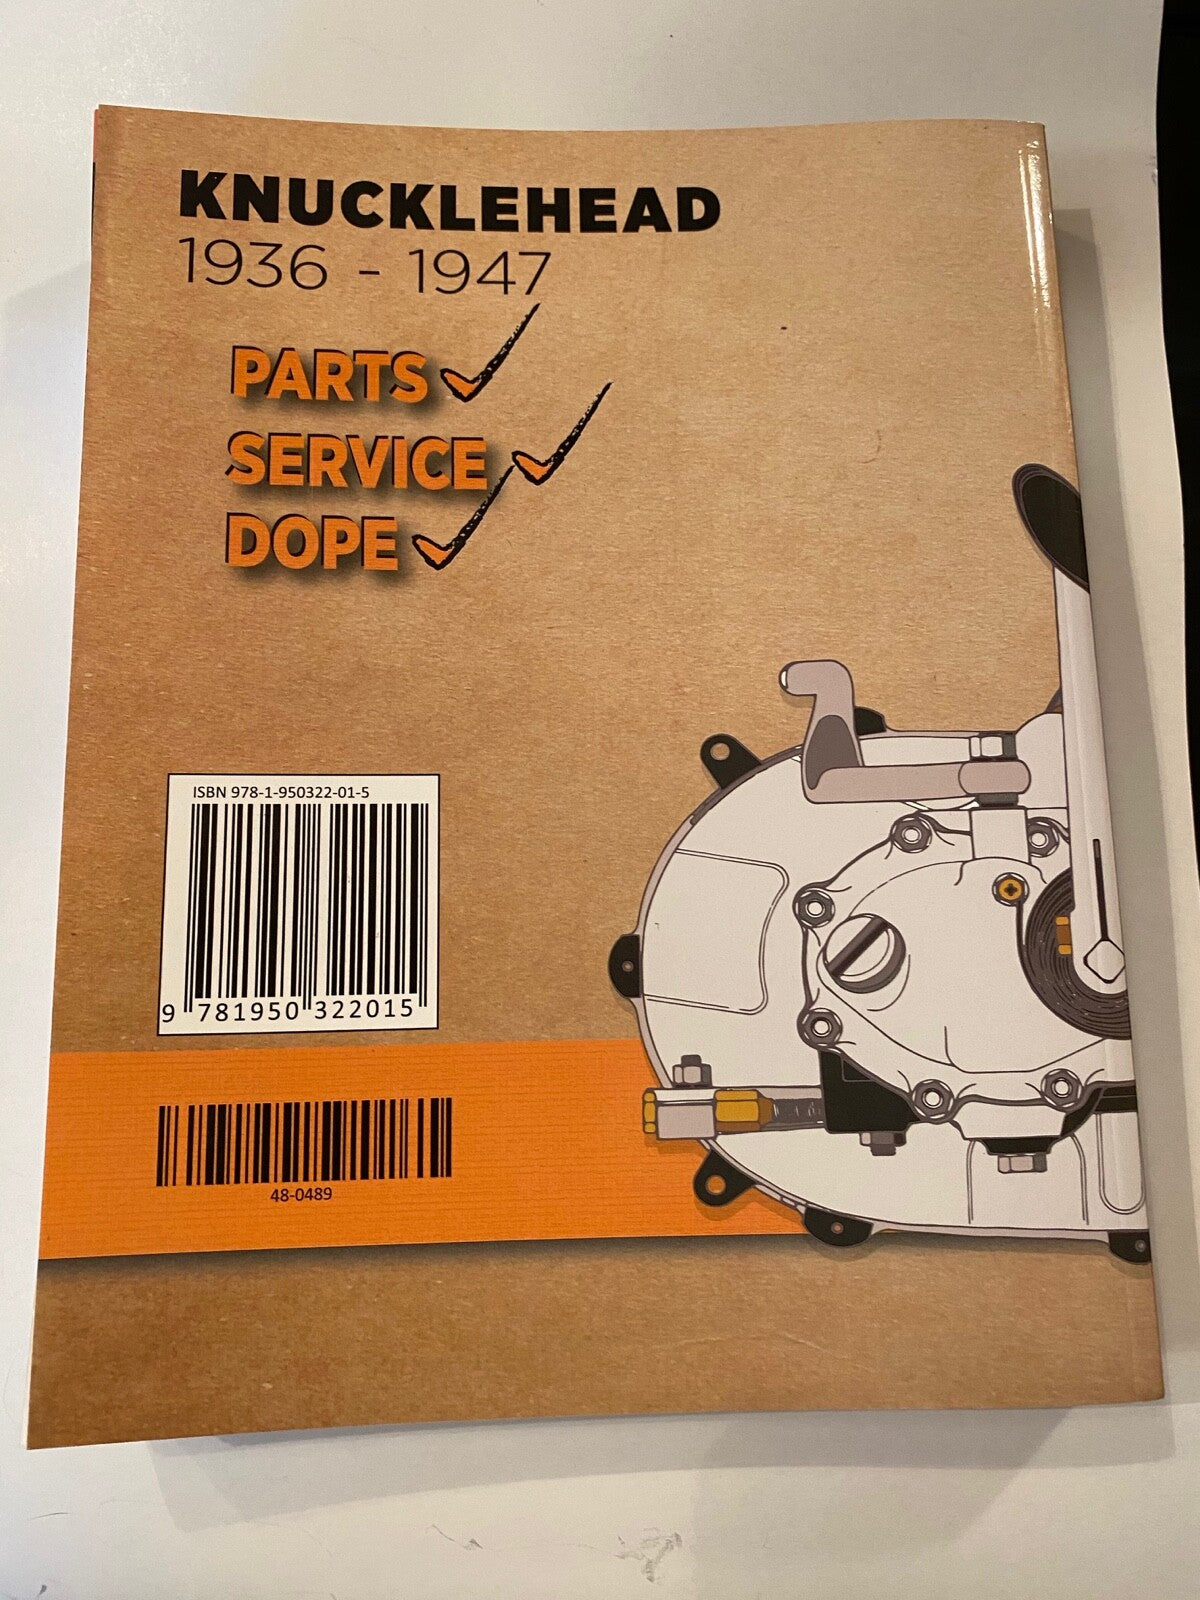 KNUCKLEHEAD
1936 - 1947
PARTS
SERVICE
DOPE
ISBN 978-1-950322-01-5
9 781950 322015
48-0489